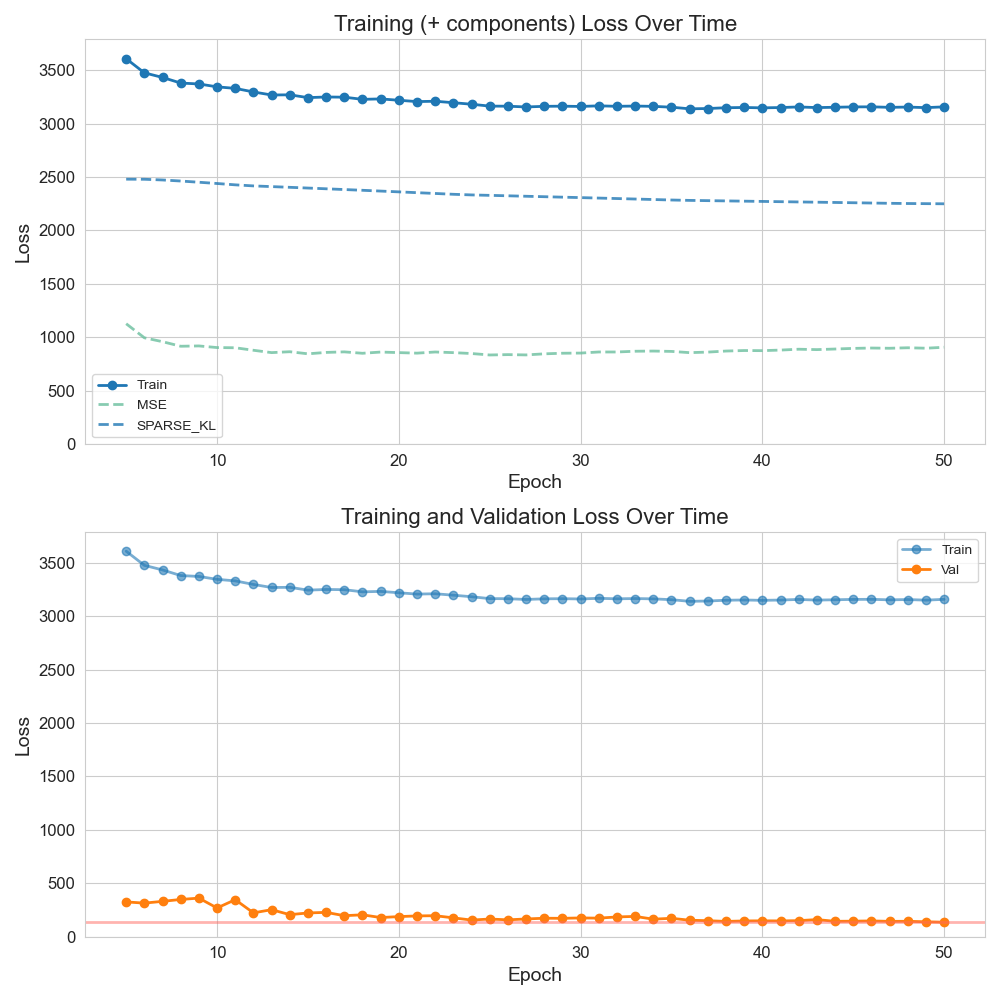 Training (+ components) Loss Over Time
Loss
3500
3000
2500
2000
1500
1000
500
0
Train
MSE
SPARSE_KL
10
20
30
40
50
Epoch
Training and Validation Loss Over Time
Loss
3500
3000
2500
2000
1500
1000
500
0
Train
Val
10
20
30
40
50
Epoch